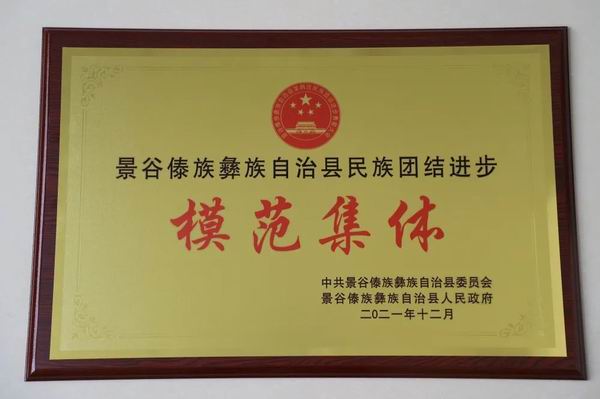 景谷傣族彝族自治县民族团结进步
模范集体
中共景谷傣族彝族自治县委员会
景谷傣族彝族自治县人民政府
二〇二一年十二月